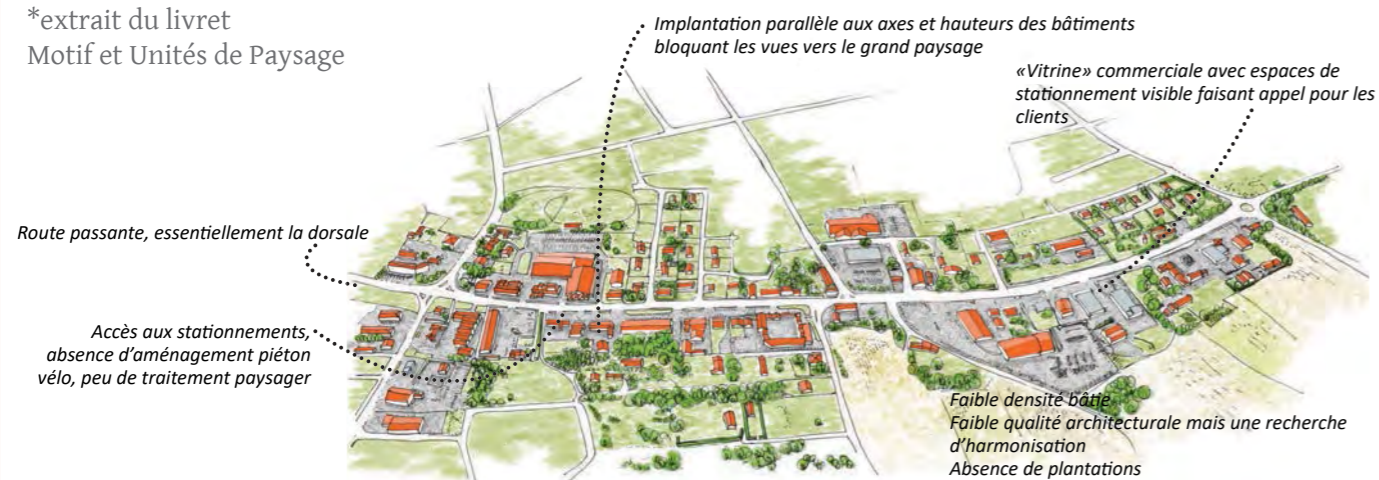 *extrait du livret
Motif et Unités de Paysage
Implantation parallèle aux axes et hauteurs des bâtiments
bloquant les vues vers le grand paysage
«Vitrine» commerciale avec espaces de
stationnement visible faisant appel pour les
clients
Route passante, essentiellement la dorsale
Accès aux stationnements,
absence d'aménagement piéton
vélo, peu de traitement paysager
Faible densité bâtie
Faible qualité architecturale mais une recherche
d'harmonisation
Absence de plantations